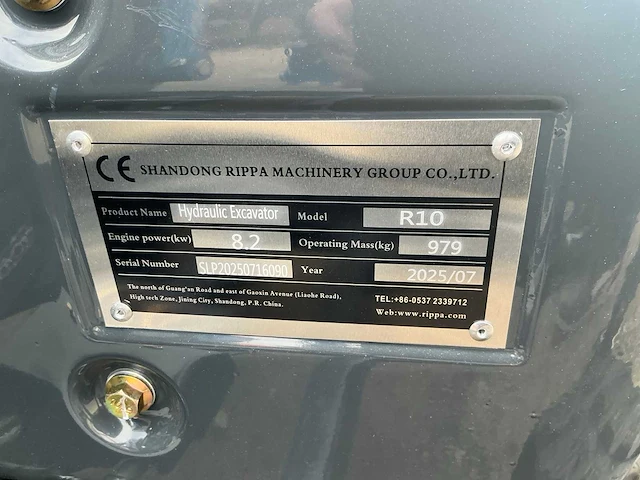 CE SHANDONG RIPPA MACHINERY GROUP CO.,LTD.
Product Name Hydraulic Excavator Model R10
Engine power(kw) 8.2 Operating Mass(kg) 979
Serial Number SLP20250716090 Year 2025/07
The north of Guang'an Road and east of Gaoxin Avenue (Liaohe Road),
High tech Zone, Jining City, Shandong, P.R. China.
TEL:+86-0537 2339712
Web:www.rippa.com